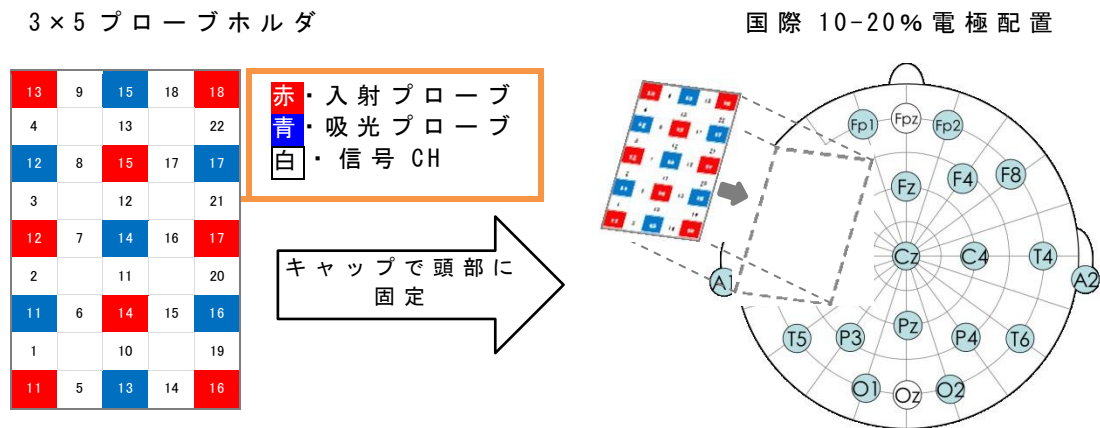 3×5 プローブホルダ
国際 10-20%電極配置
13 9 15 18 18
4 13 22
12 8 15 17 17
3 12 21
12 7 14 16 17
2 11 20
11 6 14 15 16
1 10 19
11 5 13 14 16
赤・入射プローブ
青・吸光プローブ
白・信号 CH
キャップで頭部に
固定
Fp1 Fpz Fp2
Fz F4 F8
A1 Cz C4 T4 A2
T5 P3 Pz P4 T6
O1 Oz O2